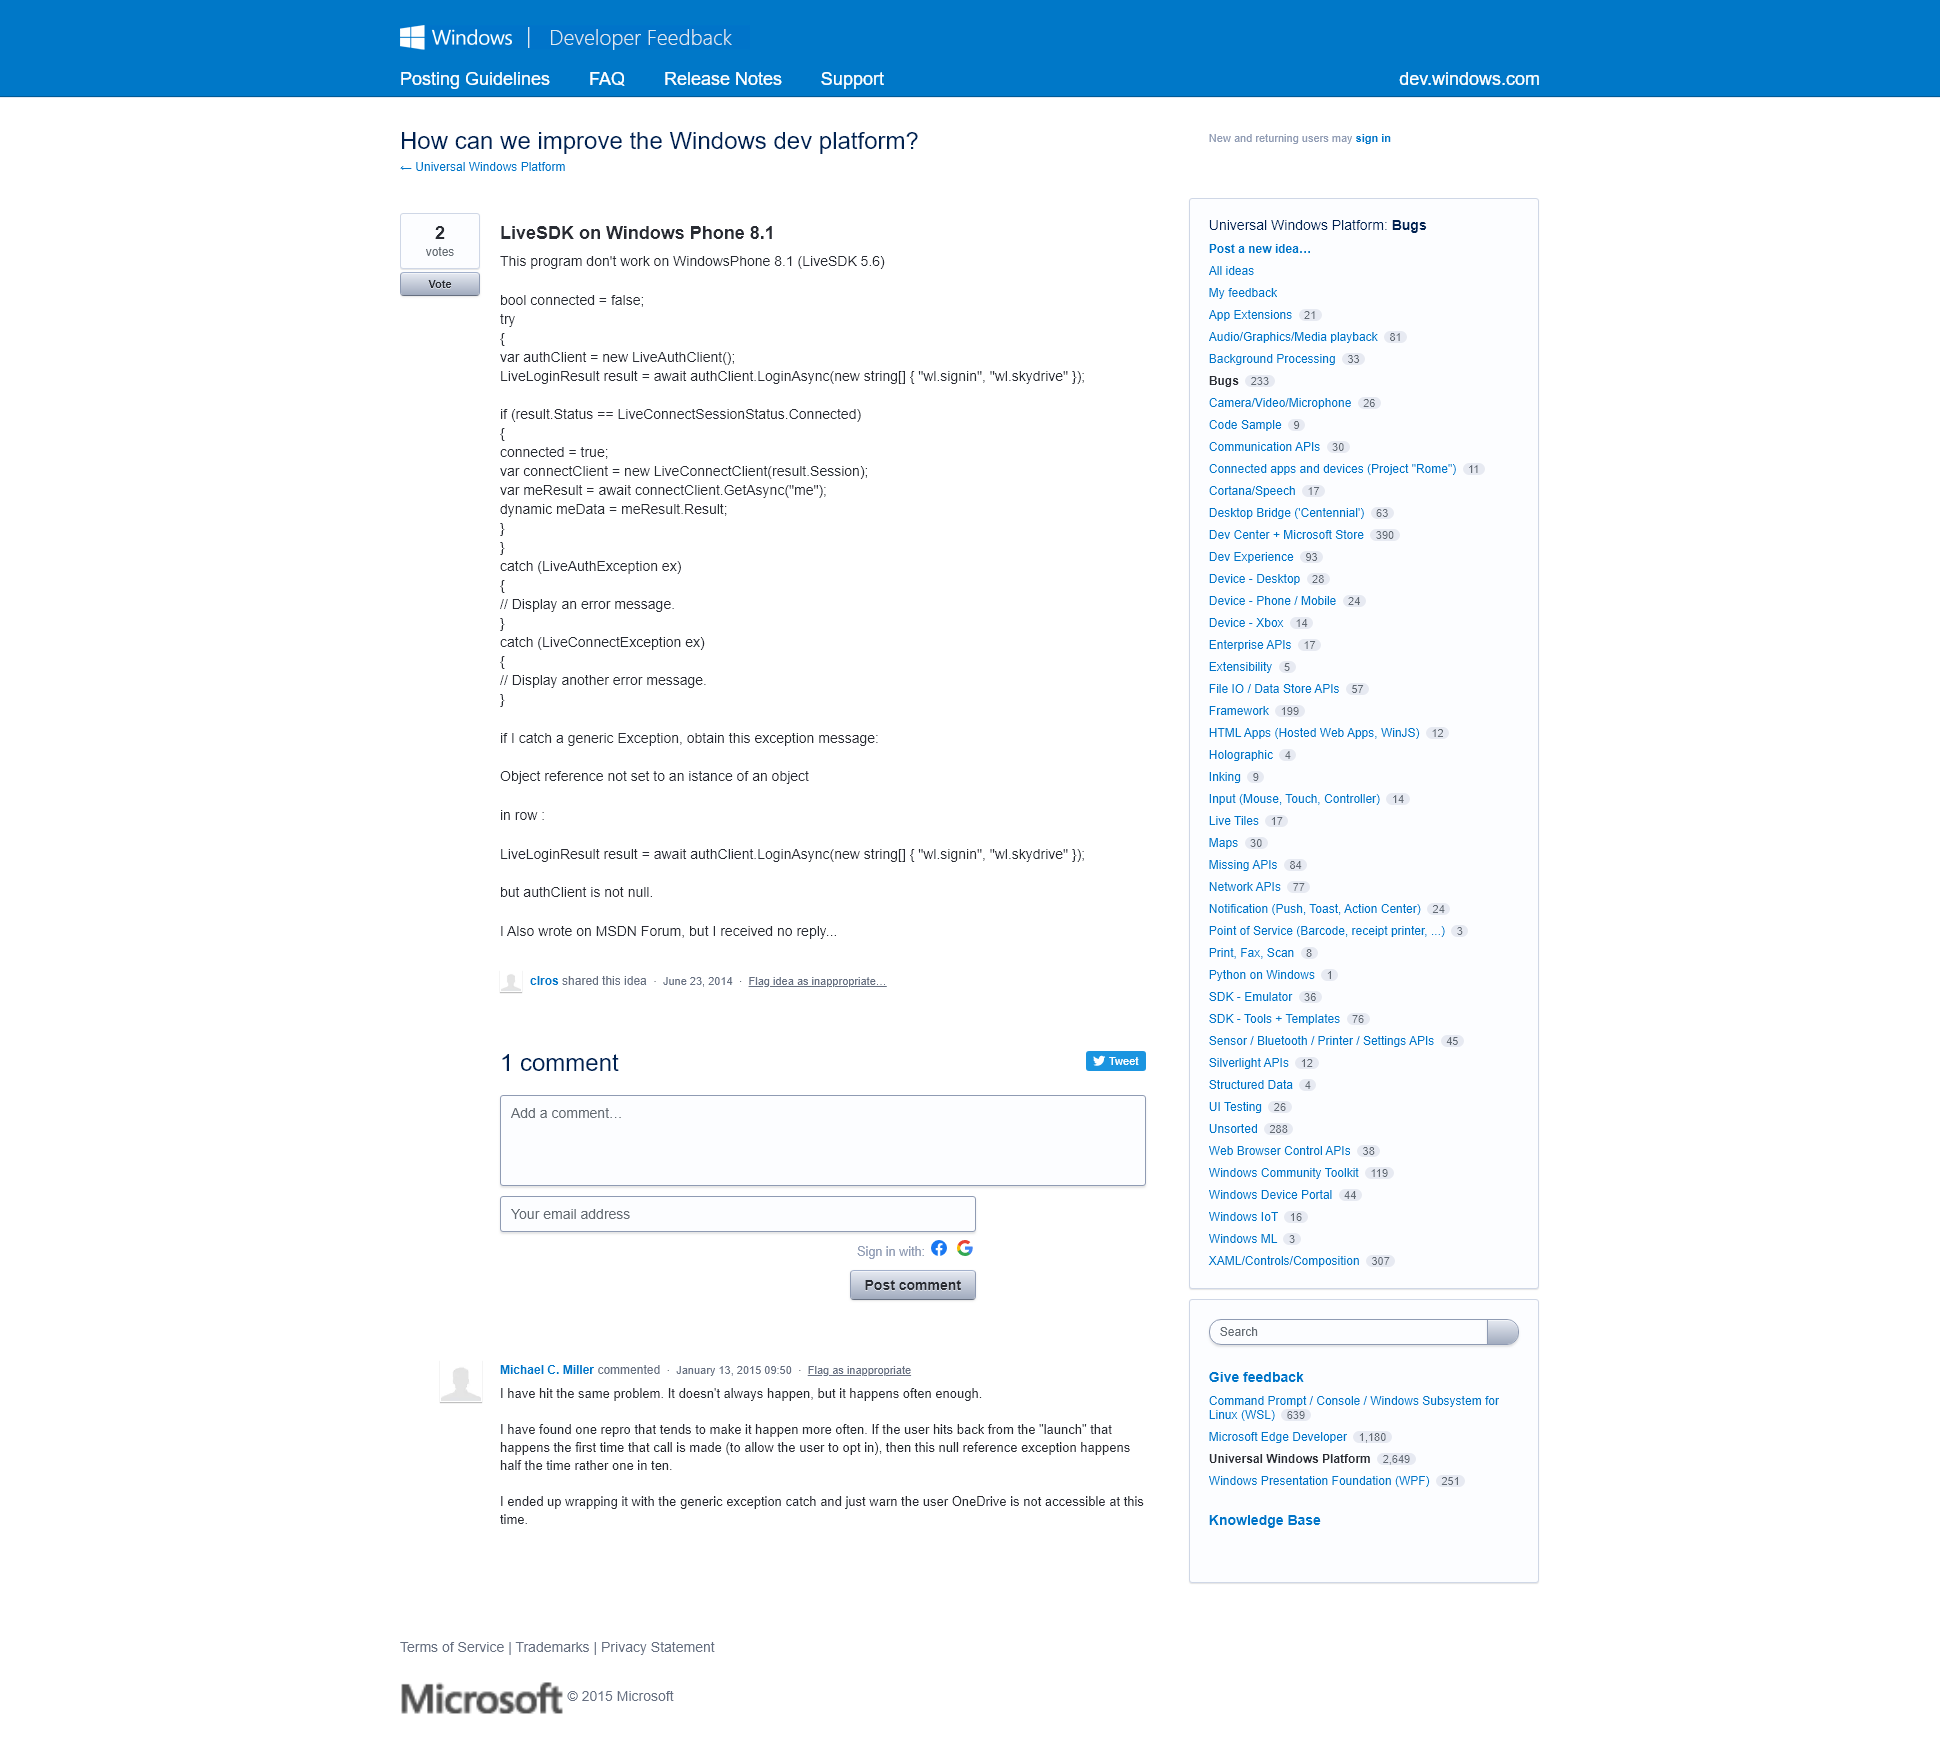 Windows | Developer Feedback
Posting Guidelines FAQ Release Notes Support dev.windows.com
How can we improve the Windows dev platform?
← Universal Windows Platform
New and returning users may sign in
2
votes
Vote
LiveSDK on Windows Phone 8.1
This program don't work on WindowsPhone 8.1 (LiveSDK 5.6)
bool connected = false;
try
{
var authClient = new LiveAuthClient();
LiveLoginResult result = await authClient.LoginAsync(new string[] { "wl.signin", "wl.skydrive" });
if (result.Status == LiveConnectSessionStatus.Connected)
{
connected = true;
var connectClient = new LiveConnectClient(result.Session);
var meResult = await connectClient.GetAsync("me");
dynamic meData = meResult.Result;
}
}
catch (LiveAuthException ex)
{
// Display an error message.
}
catch (LiveConnectException ex)
{
// Display another error message.
}
if I catch a generic Exception, obtain this exception message:
Object reference not set to an istance of an object
in row :
LiveLoginResult result = await authClient.LoginAsync(new string[] { "wl.signin", "wl.skydrive" });
but authClient is not null.
I Also wrote on MSDN Forum, but I received no reply...
ciros shared this idea · June 23, 2014 · Flag idea as inappropriate…
1 comment
Tweet
Add a comment…
Your email address
Sign in with:
Post comment
Michael C. Miller commented · January 13, 2015 09:50 · Flag as inappropriate
I have hit the same problem. It doesn't always happen, but it happens often enough.
I have found one repro that tends to make it happen more often. If the user hits back from the "launch" that
happens the first time that call is made (to allow the user to opt in), then this null reference exception happens
half the time rather one in ten.
I ended up wrapping it with the generic exception catch and just warn the user OneDrive is not accessible at this
time.
Universal Windows Platform: Bugs
Post a new idea…
All ideas
My feedback
App Extensions 21
Audio/Graphics/Media playback 81
Background Processing 33
Bugs 233
Camera/Video/Microphone 26
Code Sample 9
Communication APIs 30
Connected apps and devices (Project "Rome") 11
Cortana/Speech 17
Desktop Bridge ('Centennial') 63
Dev Center + Microsoft Store 390
Dev Experience 93
Device - Desktop 28
Device - Phone / Mobile 24
Device - Xbox 14
Enterprise APIs 17
Extensibility 5
File IO / Data Store APIs 57
Framework 199
HTML Apps (Hosted Web Apps, WinJS) 12
Holographic 4
Inking 9
Input (Mouse, Touch, Controller) 14
Live Tiles 17
Maps 30
Missing APIs 84
Network APIs 77
Notification (Push, Toast, Action Center) 24
Point of Service (Barcode, receipt printer, ...) 3
Print, Fax, Scan 8
Python on Windows 1
SDK - Emulator 36
SDK - Tools + Templates 76
Sensor / Bluetooth / Printer / Settings APIs 45
Silverlight APIs 12
Structured Data 4
UI Testing 26
Unsorted 288
Web Browser Control APIs 38
Windows Community Toolkit 119
Windows Device Portal 44
Windows IoT 16
Windows ML 3
XAML/Controls/Composition 307
Search
Give feedback
Command Prompt / Console / Windows Subsystem for
Linux (WSL) 639
Microsoft Edge Developer 1,180
Universal Windows Platform 2,649
Windows Presentation Foundation (WPF) 251
Knowledge Base
Terms of Service | Trademarks | Privacy Statement
Microsoft © 2015 Microsoft